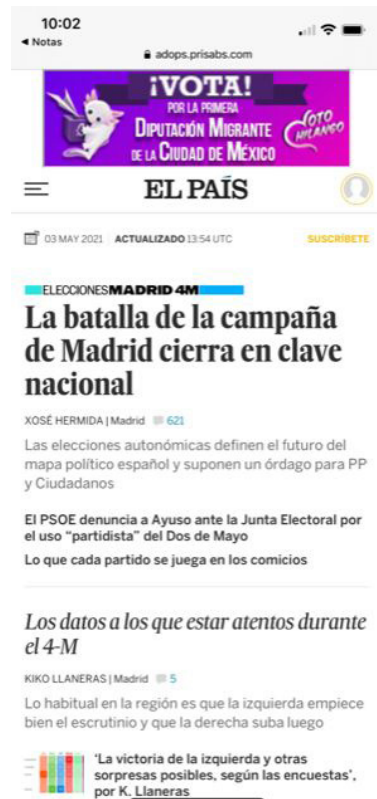 10:02
◀ Notas
adops.prisabs.com
¡VOTA!
POR LA PRIMERA
DIPUTACIÓN MIGRANTE
DE LA CIUDAD DE MÉXICO
VOTO
CHILANGO
EL PAÍS
03 MAY 2021 ACTUALIZADO 13:54 UTC
SUSCRÍBETE
ELECCIONESMADRID 4M
La batalla de la campaña
de Madrid cierra en clave
nacional
XOSÉ HERMIDA | Madrid 621
Las elecciones autonómicas definen el futuro del
mapa político español y suponen un órdago para PP
y Ciudadanos
El PSOE denuncia a Ayuso ante la Junta Electoral por
el uso “partidista” del Dos de Mayo
Lo que cada partido se juega en los comicios
Los datos a los que estar atentos durante
el 4-M
KIKO LLANERAS | Madrid 5
Lo habitual en la región es que la izquierda empiece
bien el escrutinio y que la derecha suba luego
‘La victoria de la izquierda y otras
sorpresas posibles, según las encuestas’,
por K. Llaneras